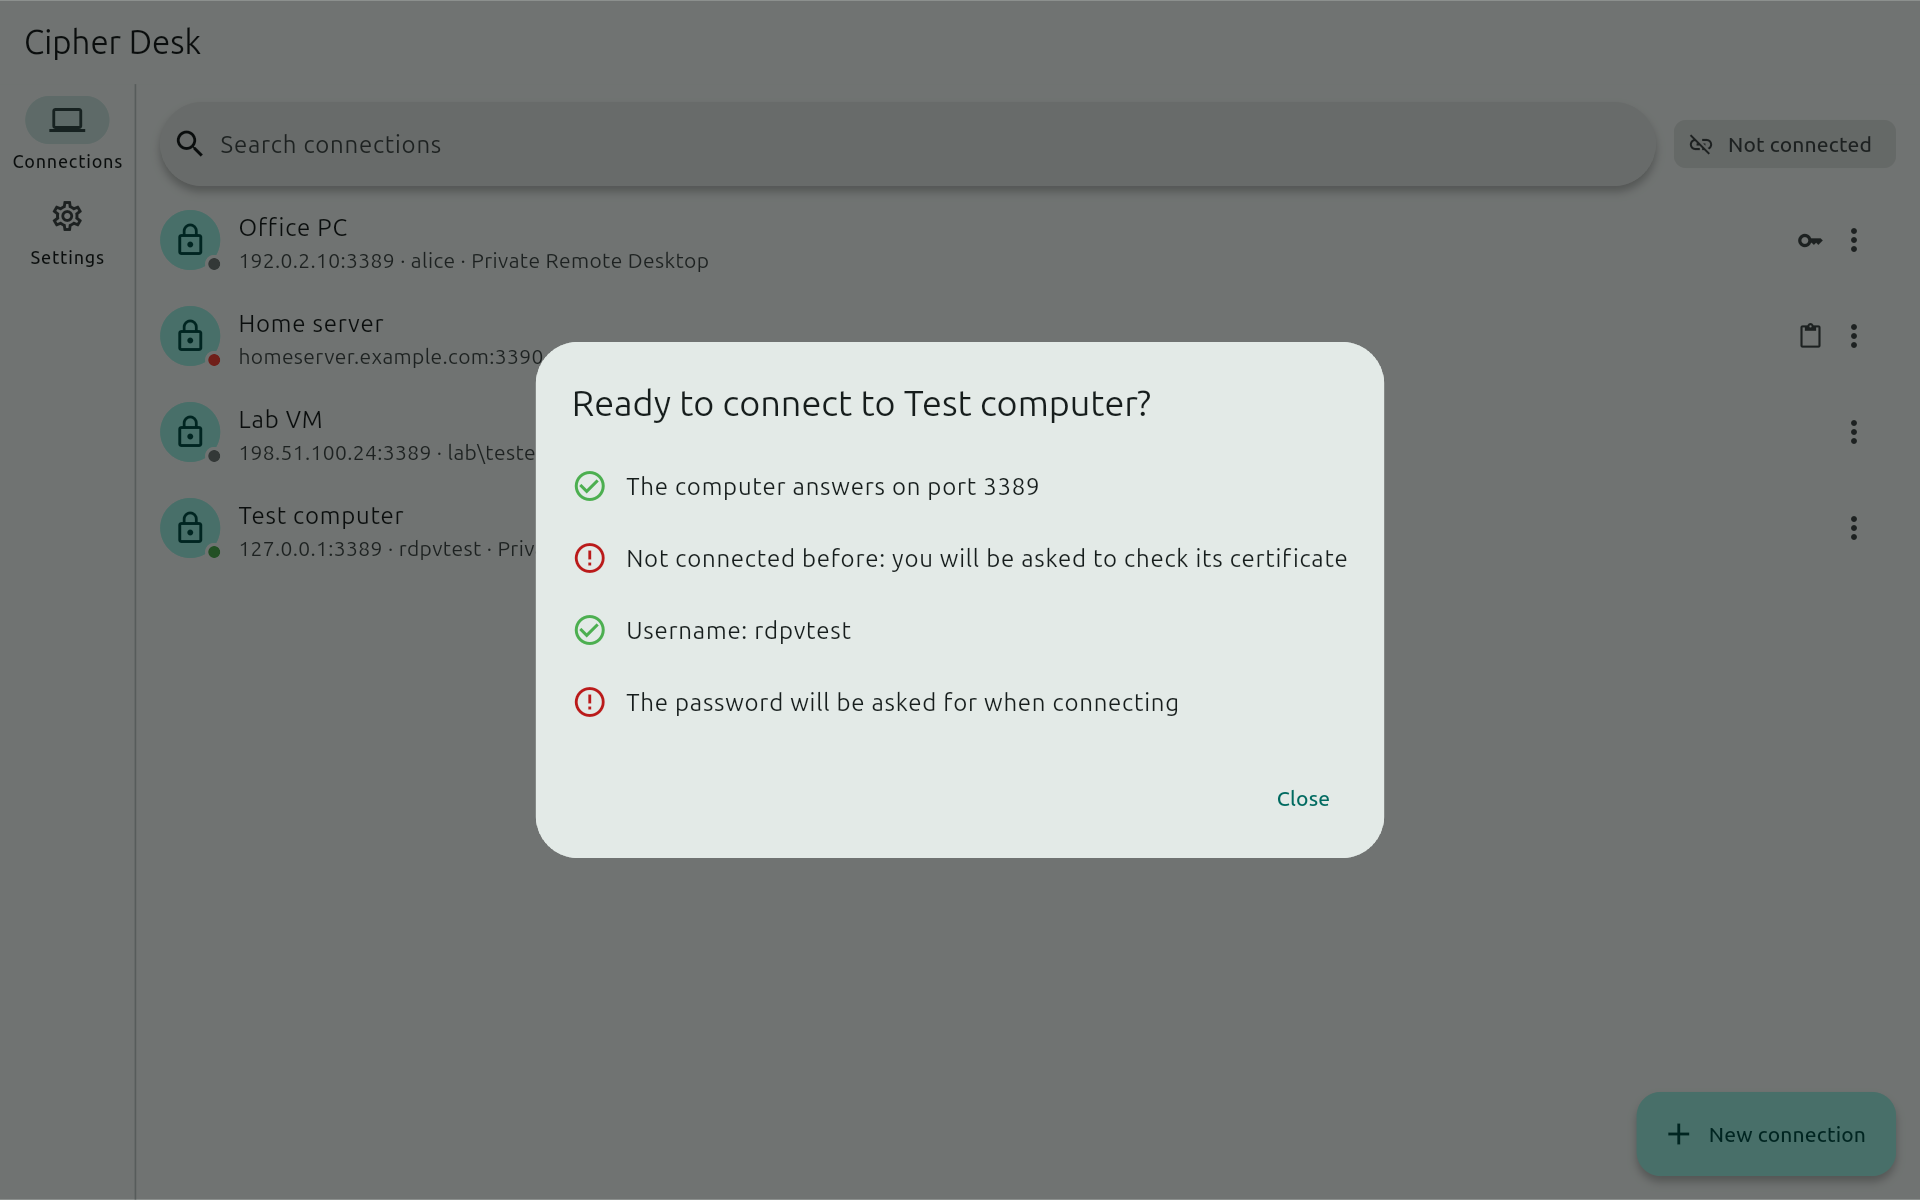 Cipher Desk
Connections
Settings
Search connections
Not connected
Office PC
192.0.2.10:3389 · alice · Private Remote Desktop
Home server
homeserver.example.com:3390
Lab VM
198.51.100.24:3389 · lab\teste
Test computer
127.0.0.1:3389 · rdpvtest · Priv
Ready to connect to Test computer?
The computer answers on port 3389
Not connected before: you will be asked to check its certificate
Username: rdpvtest
The password will be asked for when connecting
Close
New connection